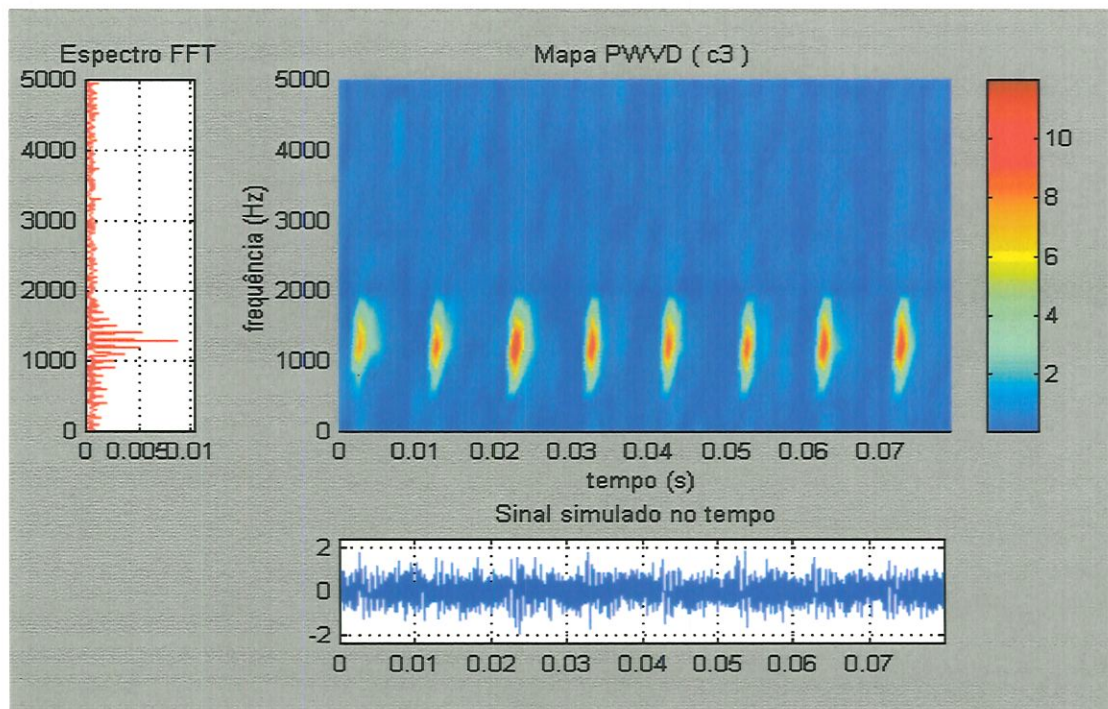 Espectro FFT
5000
4000
3000
2000
1000
0
0 0.005 0.01
Mapa PWVD ( c3 )
frequência (Hz)
5000
4000
3000
2000
1000
0
0 0.01 0.02 0.03 0.04 0.05 0.06 0.07
tempo (s)
10
8
6
4
2
Sinal simulado no tempo
2
0
-2
0 0.01 0.02 0.03 0.04 0.05 0.06 0.07